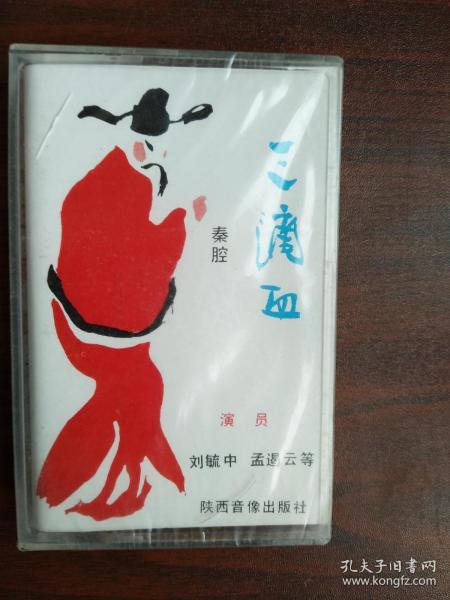 三滴血
秦腔
演员
刘毓中 孟遏云等
陕西音像出版社
孔夫子旧书网
www.kongfz.com